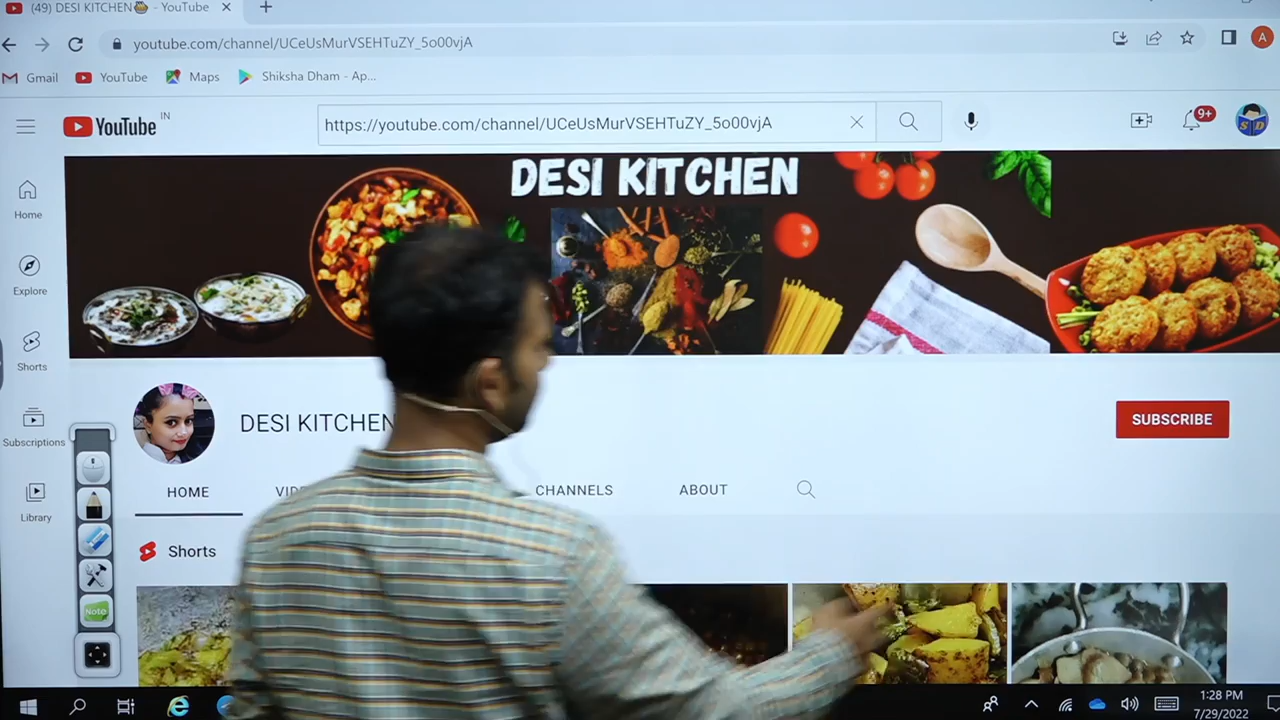 (49) DESI KITCHEN - YouTube
youtube.com/channel/UCeUsMurVSEHTuZY_5o00vjA
A
Gmail
YouTube
Maps
Shiksha Dham - Ap...
YouTube IN
https://youtube.com/channel/UCeUsMurVSEHTuZY_5o00vjA
9+
S D
DESI KITCHEN
Home
Explore
Shorts
Subscriptions
Library
DESI KITCHEN
SUBSCRIBE
HOME
CHANNELS
ABOUT
Shorts
Note
1:28 PM
7/29/2022